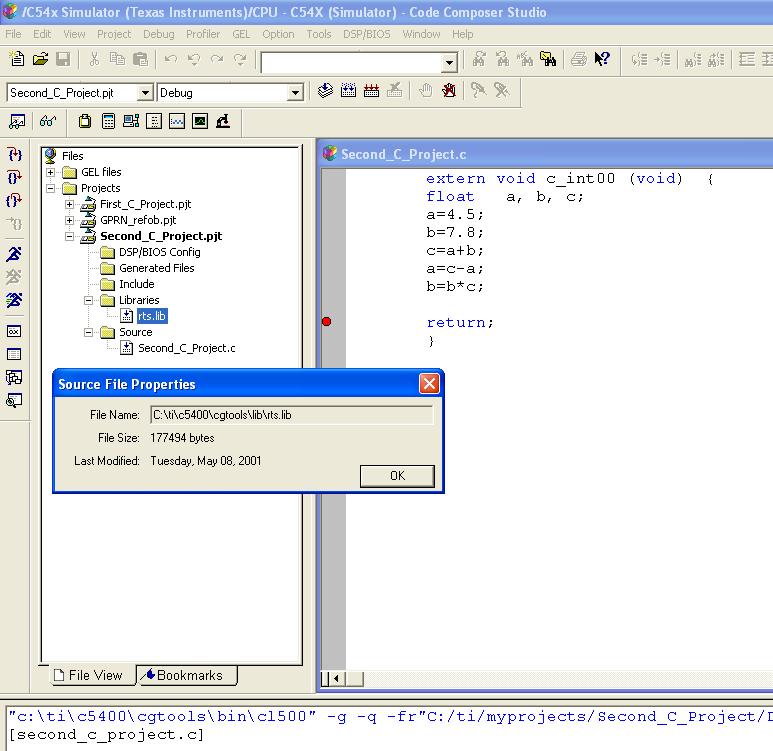 /C54x Simulator (Texas Instruments)/CPU - C54X (Simulator) - Code Composer Studio
File Edit View Project Debug Profiler GEL Option Tools DSP/BIOS Window Help
Second_C_Project.pjt Debug
Files
GEL files
Projects
First_C_Project.pjt
GPRN_refob.pjt
Second_C_Project.pjt
DSP/BIOS Config
Generated Files
Include
Libraries
rts.lib
Source
Second_C_Project.c
File View Bookmarks
Second_C_Project.c
extern void c_int00 (void) {
float a, b, c;
a=4.5;
b=7.8;
c=a+b;
a=c-a;
b=b*c;
return;
}
Source File Properties
File Name: C:\ti\c5400\cgtools\lib\rts.lib
File Size: 177494 bytes
Last Modified: Tuesday, May 08, 2001
OK
"c:\ti\c5400\cgtools\bin\cl500" -g -q -fr"C:/ti/myprojects/Second_C_Project/D
[second_c_project.c]